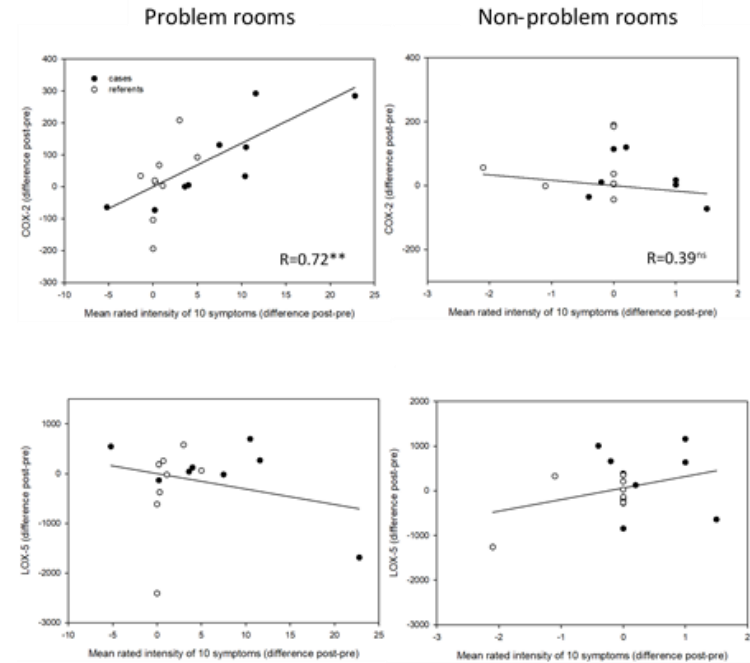 Problem rooms
Non-problem rooms
400
300
200
100
0
-100
-200
-300
COX-2 (difference post-pre)
cases
referents
R=0.72**
-10 -5 0 5 10 15 20 25
Mean rated intensity of 10 symptoms (difference post-pre)
400
200
0
-200
COX-2 (difference post-pre)
R=0.39ns
-3 -2 -1 0 1 2
Mean rated intensity of 10 symptoms (difference post-pre)
1000
0
-1000
-2000
-3000
LOX-5 (difference post-pre)
-10 -5 0 5 10 15 20 25
Mean rated intensity of 10 symptoms (difference post-pre)
2000
1000
0
-1000
-2000
-3000
LOX-5 (difference post-pre)
-3 -2 -1 0 1 2
Mean rated intensity of 10 symptoms (difference post-pre)